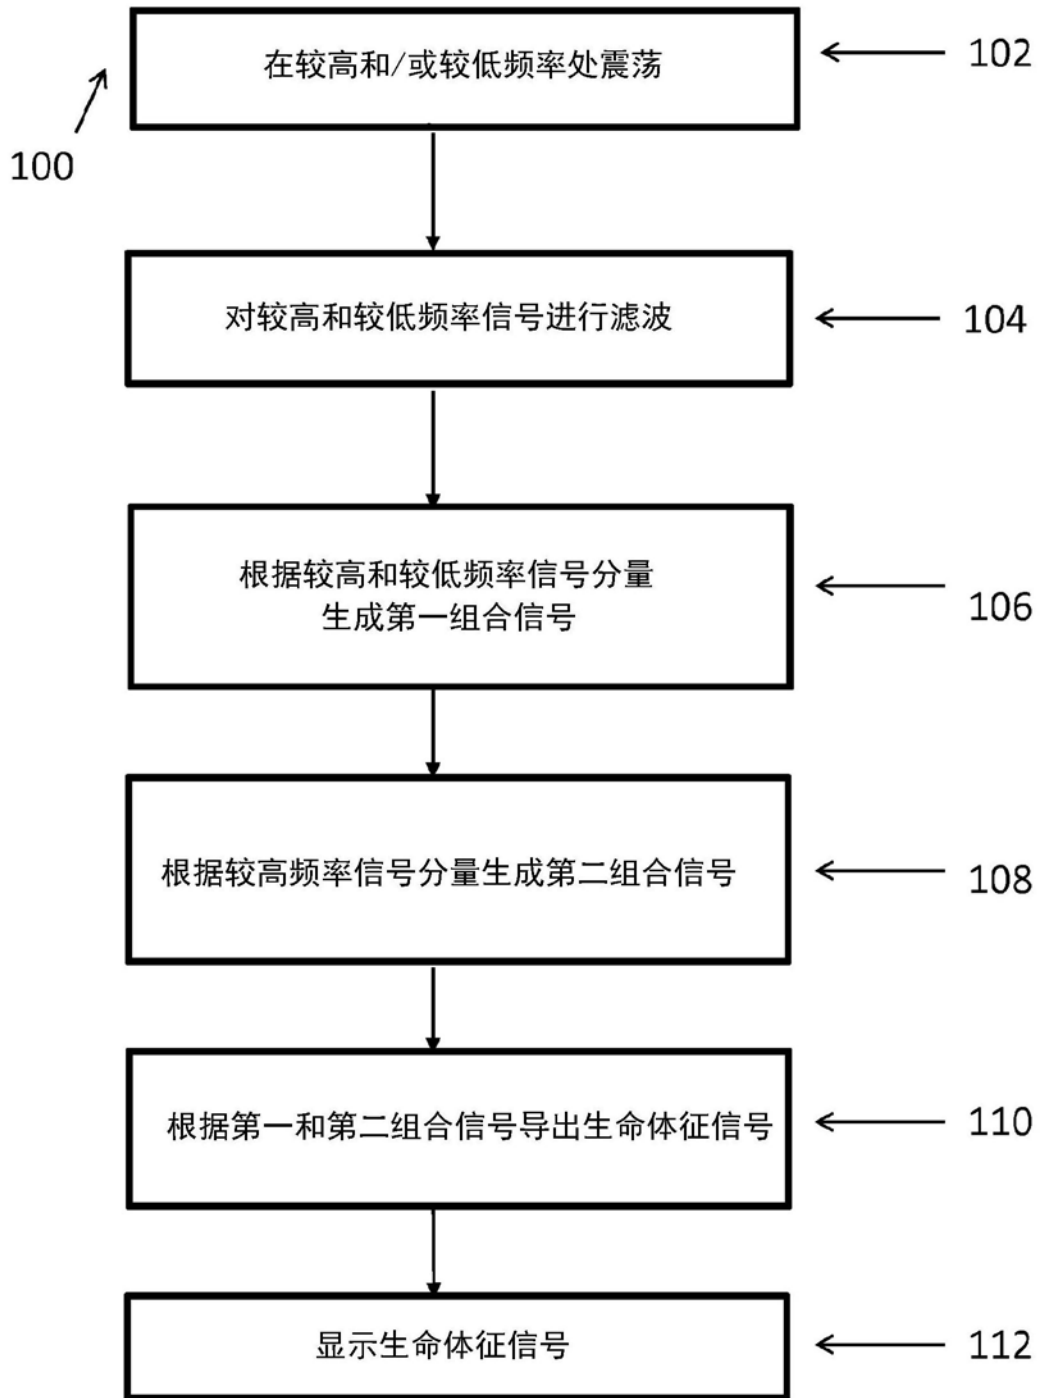 在较高和/或较低频率处震荡
102
100
对较高和较低频率信号进行滤波
104
根据较高和较低频率信号分量
生成第一组合信号
106
根据较高频率信号分量生成第二组合信号
108
根据第一和第二组合信号导出生命体征信号
110
显示生命体征信号
112